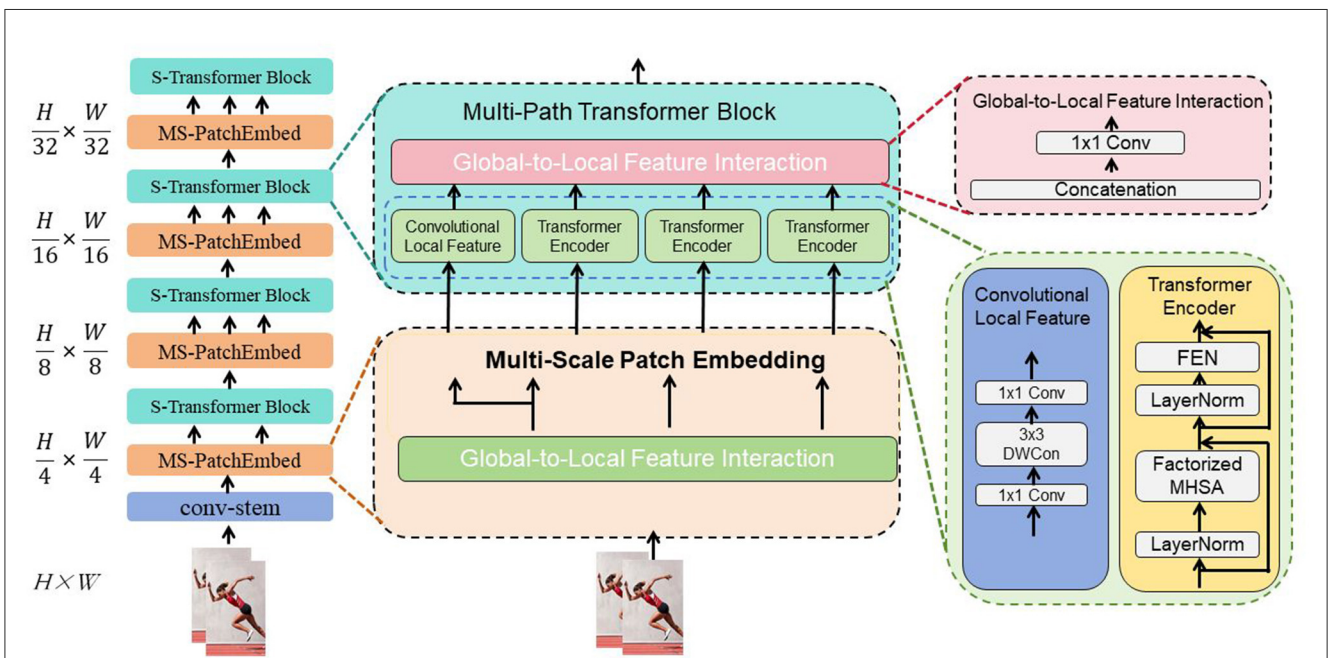 S-Transformer Block
H/32 × W/32
MS-PatchEmbed
S-Transformer Block
H/16 × W/16
MS-PatchEmbed
S-Transformer Block
H/8 × W/8
MS-PatchEmbed
S-Transformer Block
H/4 × W/4
MS-PatchEmbed
conv-stem
H×W
Multi-Path Transformer Block
Global-to-Local Feature Interaction
Convolutional
Local Feature
Transformer
Encoder
Transformer
Encoder
Transformer
Encoder
Multi-Scale Patch Embedding
Global-to-Local Feature Interaction
Global-to-Local Feature Interaction
1x1 Conv
Concatenation
Convolutional
Local Feature
1x1 Conv
3x3
DWCon
1x1 Conv
Transformer
Encoder
FEN
LayerNorm
Factorized
MHSA
LayerNorm